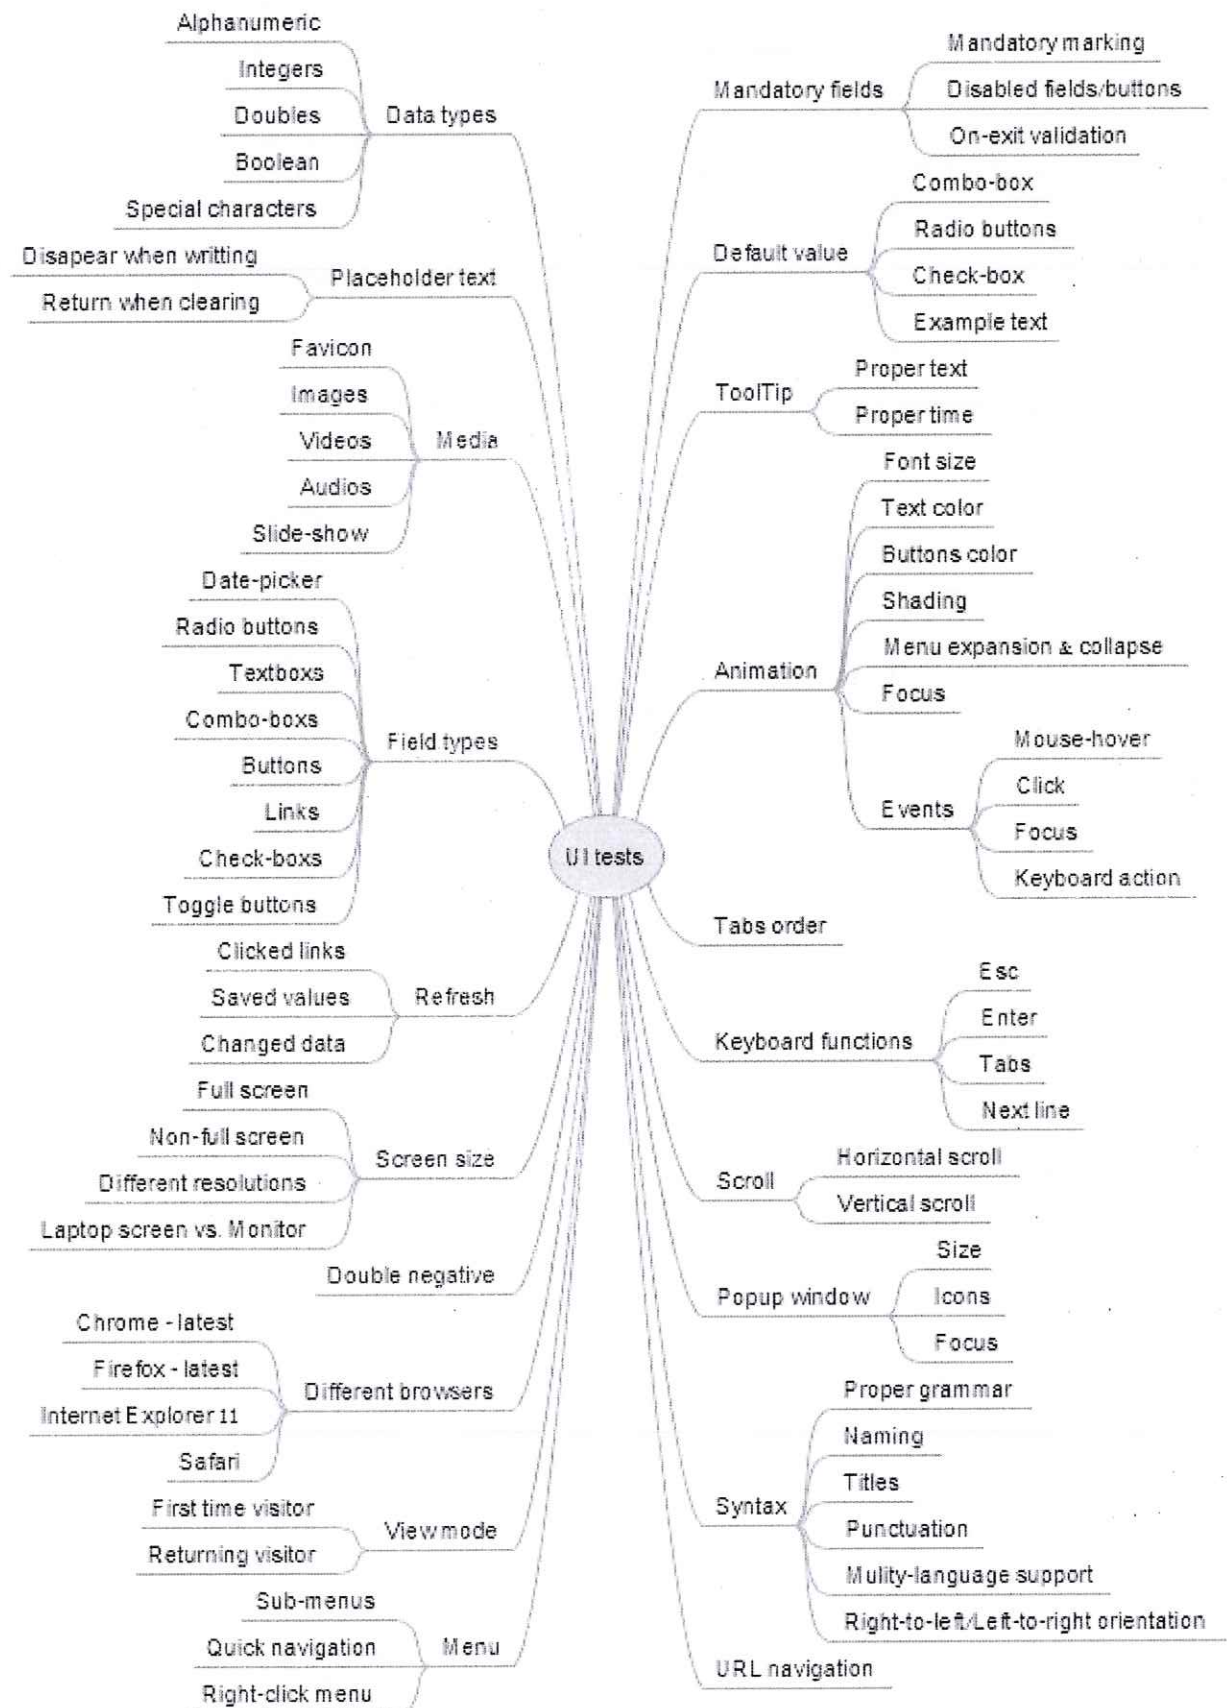 UI tests
Data types
Alphanumeric
Integers
Doubles
Boolean
Special characters
Placeholder text
Disapear when writting
Return when clearing
Media
Favicon
Images
Videos
Audios
Slide-show
Field types
Date-picker
Radio buttons
Textboxs
Combo-boxs
Buttons
Links
Check-boxs
Toggle buttons
Refresh
Clicked links
Saved values
Changed data
Screen size
Full screen
Non-full screen
Different resolutions
Laptop screen vs. Monitor
Double negative
Different browsers
Chrome - latest
Firefox - latest
Internet Explorer 11
Safari
View mode
First time visitor
Returning visitor
Menu
Sub-menus
Quick navigation
Right-click menu
Mandatory fields
Mandatory marking
Disabled fields/buttons
On-exit validation
Default value
Combo-box
Radio buttons
Check-box
Example text
ToolTip
Proper text
Proper time
Animation
Font size
Text color
Buttons color
Shading
Menu expansion & collapse
Focus
Events
Mouse-hover
Click
Focus
Keyboard action
Tabs order
Keyboard functions
Esc
Enter
Tabs
Next line
Scroll
Horizontal scroll
Vertical scroll
Popup window
Size
Icons
Focus
Syntax
Proper grammar
Naming
Titles
Punctuation
Mulity-language support
Right-to-left/Left-to-right orientation
URL navigation